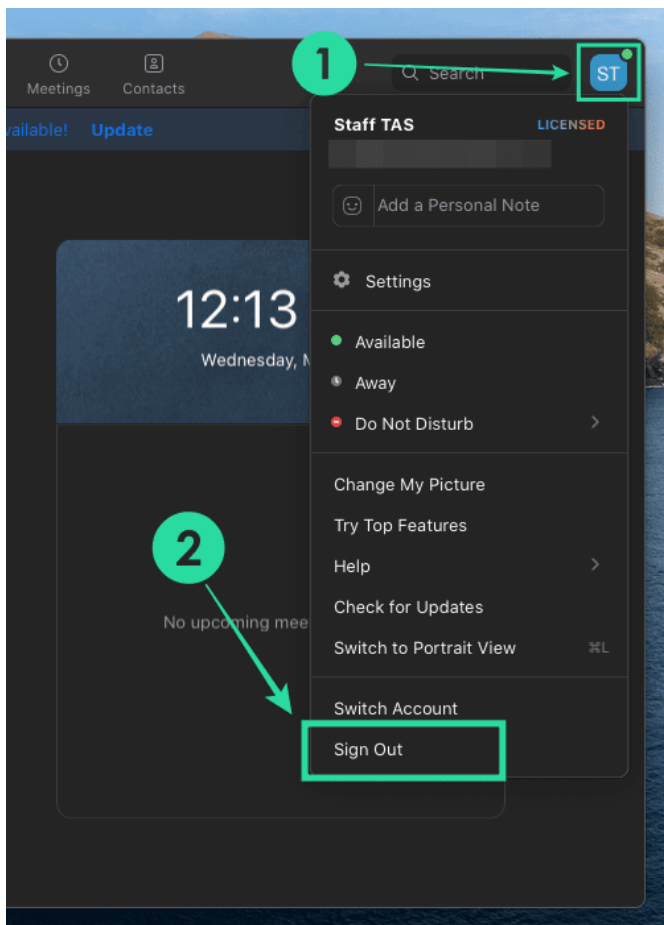 1
Meetings
Contacts
Search
ST
vailable! Update
Staff TAS
LICENSED
Add a Personal Note
Settings
12:13
Wednesday, M
Available
Away
Do Not Disturb
Change My Picture
Try Top Features
2
Help
Check for Updates
No upcoming mee
Switch to Portrait View ⌘L
Switch Account
Sign Out